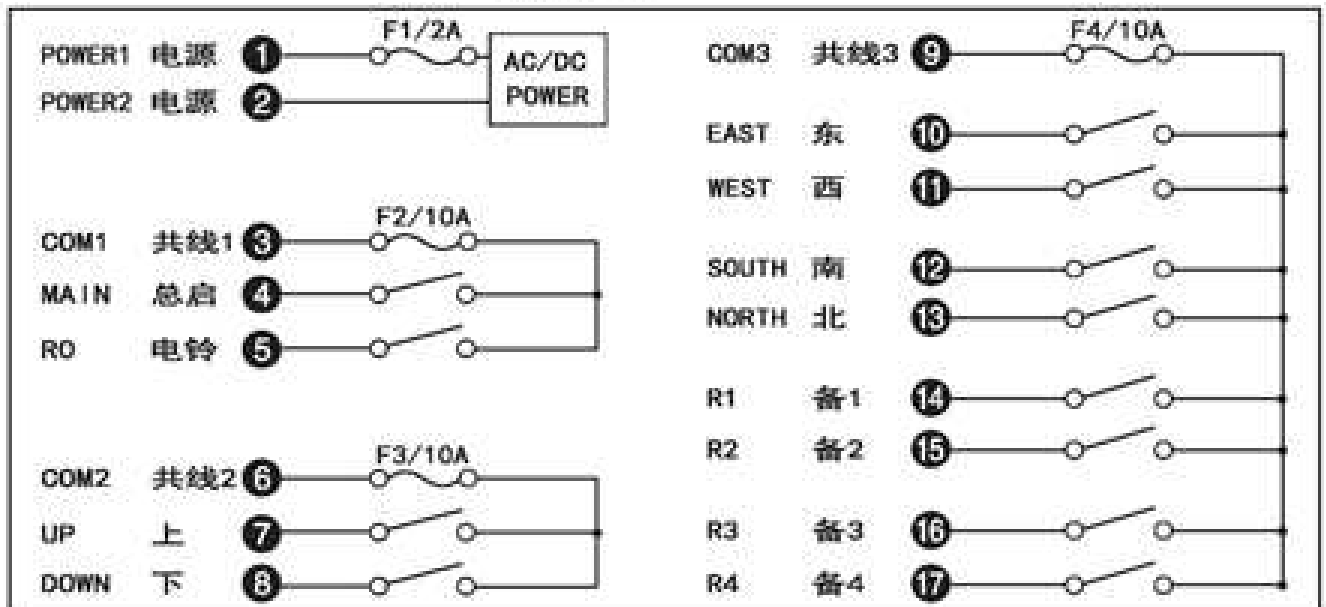 F1/2A
POWER1 电源 1
POWER2 电源 2
AC/DC
POWER
F2/10A
COM1 共线1 3
MAIN 总启 4
RO 电铃 5
F3/10A
COM2 共线2 6
UP 上 7
DOWN 下 8
F4/10A
COM3 共线3 9
EAST 东 10
WEST 西 11
SOUTH 南 12
NORTH 北 13
R1 备1 14
R2 备2 15
R3 备3 16
R4 备4 17